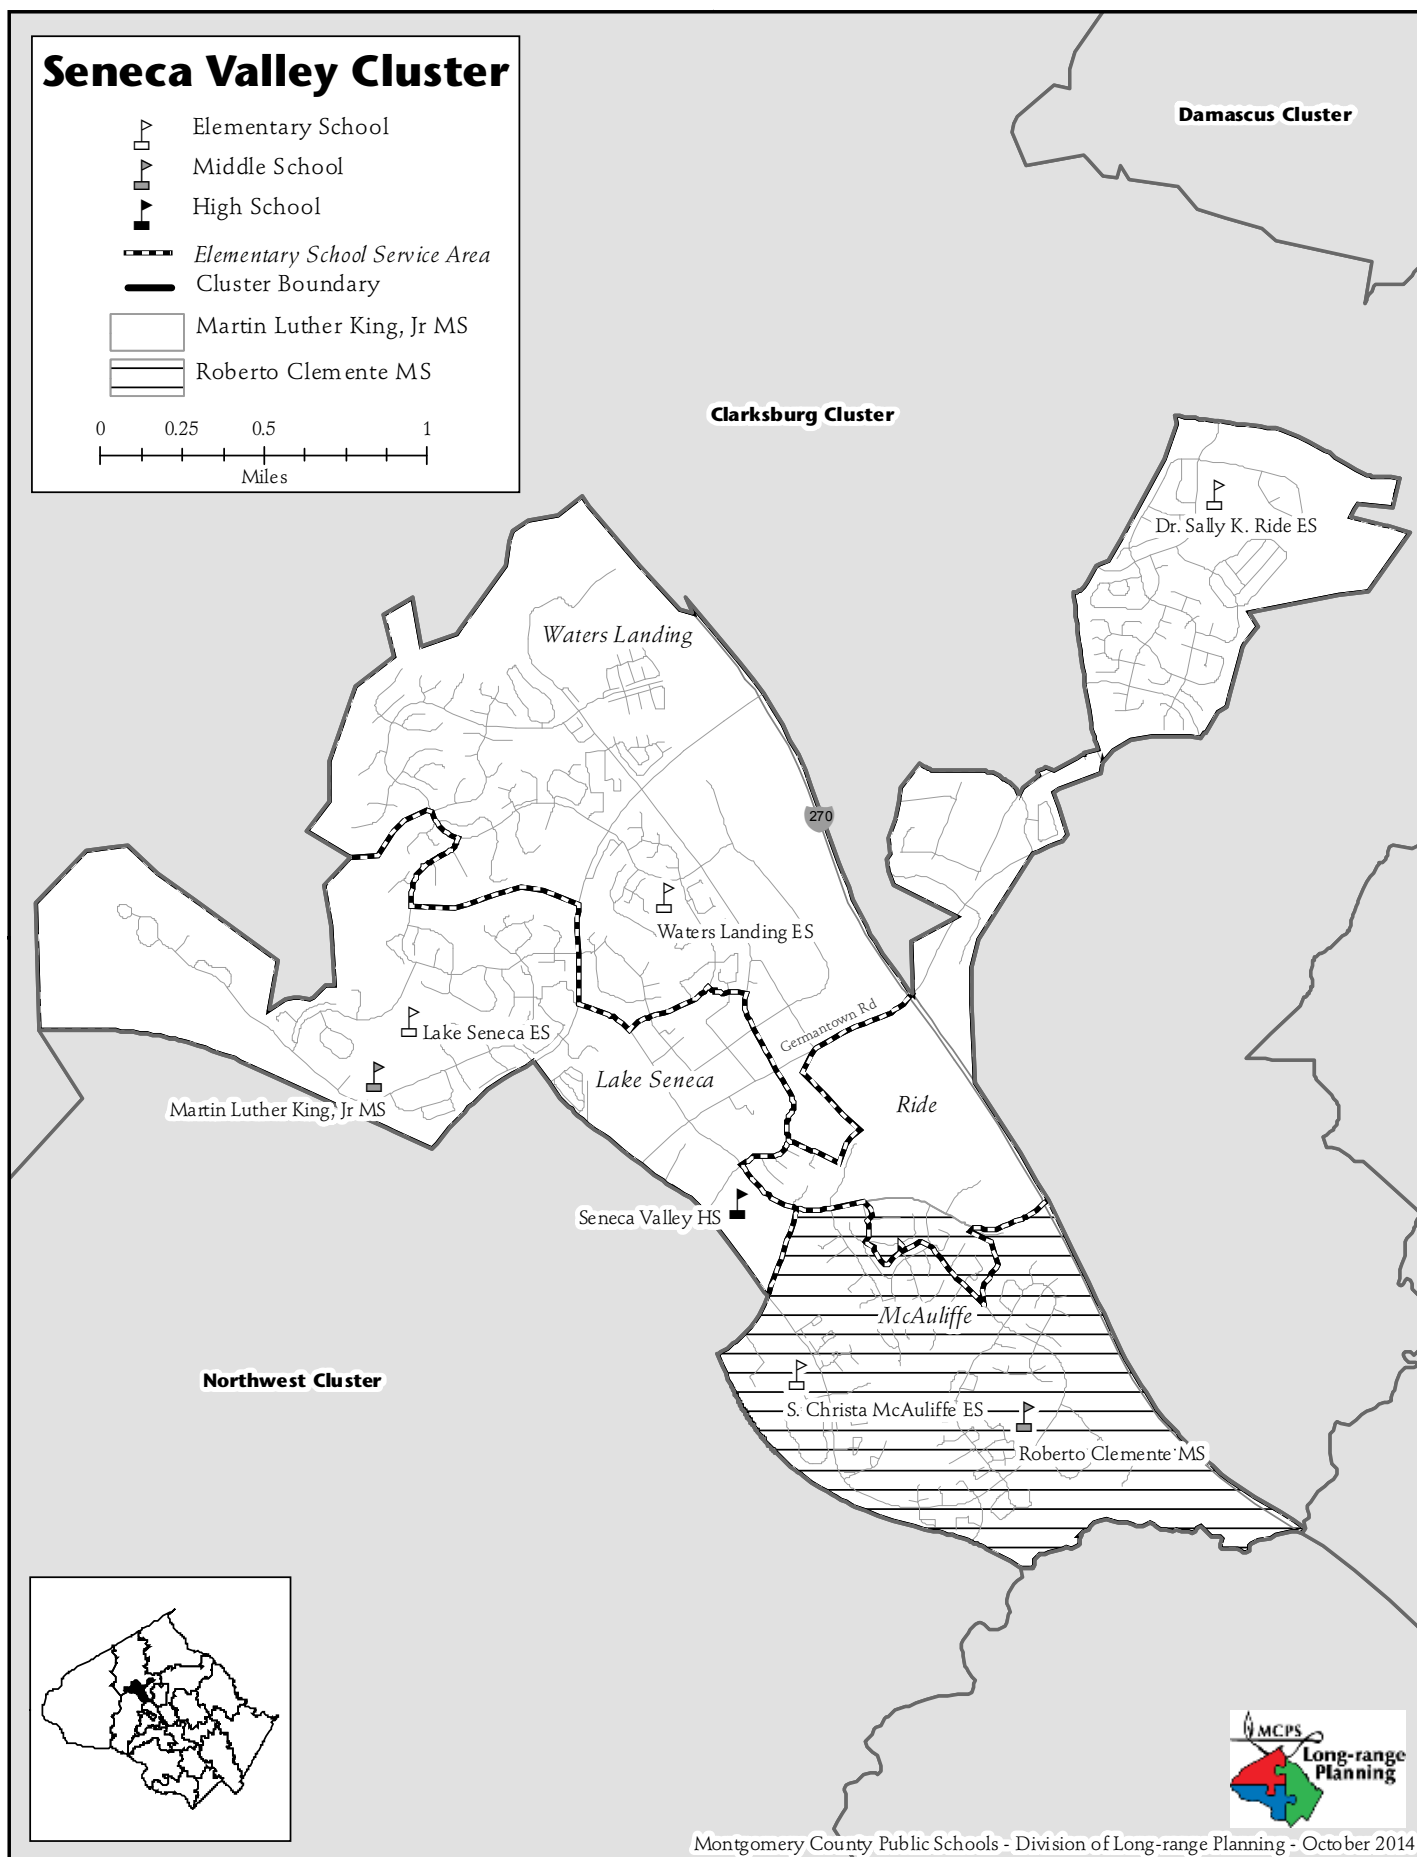 Seneca Valley Cluster
Elementary School
Middle School
High School
Elementary School Service Area
Cluster Boundary
Martin Luther King, Jr MS
Roberto Clemente MS
0 0.25 0.5 1
Miles
Damascus Cluster
Clarksburg Cluster
Dr. Sally K. Ride ES
Waters Landing
270
Waters Landing ES
Germantown Rd
Lake Seneca ES
Lake Seneca
Ride
Martin Luther King, Jr MS
Seneca Valley HS
McAuliffe
Northwest Cluster
S. Christa McAuliffe ES
Roberto Clemente MS
MCPS
Long-range
Planning
Montgomery County Public Schools - Division of Long-range Planning - October 2014